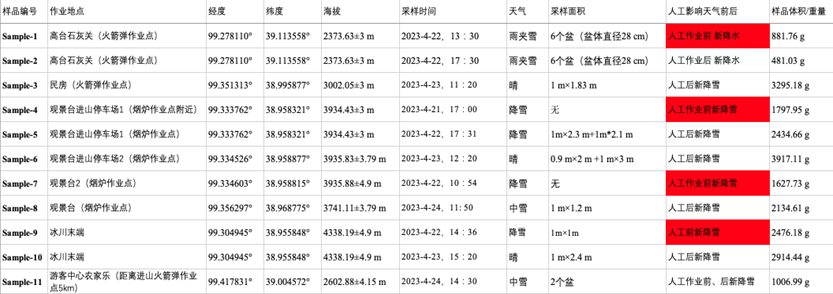 样品编号 作业地点 经度 纬度 海拔 采样时间 天气 采样面积 人工影响天气前后 样品体积/重量
Sample-1 高台石灰关（火箭弹作业点） 99.278110° 39.113558° 2373.63±3 m 2023-4-22，13：30 雨夹雪 6个盆（盆体直径28 cm） 人工作业前 新降水 881.76 g
Sample-2 高台石灰关（火箭弹作业点） 99.278110° 39.113558° 2373.63±3 m 2023-4-22，17：30 雨夹雪 6个盆（盆体直径28 cm） 人工作业后 新降水 481.03 g
Sample-3 民房（火箭弹作业点） 99.351313° 38.995877° 3002.05±3 m 2023-4-23，11：20 晴 1 m×1.83 m 人工后新降雪 3295.18 g
Sample-4 观景台进山停车场1（烟炉作业点附近） 99.333762° 38.958321° 3934.43±3 m 2023-4-21，17：00 降雪 无 人工作业前新降雪 1797.95 g
Sample-5 观景台进山停车场1（烟炉作业点） 99.333762° 38.958321° 3934.43±3 m 2023-4-22，17：31 降雪 1m×2.3 m+1m*2.1 m 人工后新降雪 2434.66 g
Sample-6 观景台进山停车场2（烟炉作业点） 99.334526° 38.958877° 3935.83±3.79 m 2023-4-23，12：20 晴 0.9 m×2 m +1 m×3 m 人工后新降雪 3917.11 g
Sample-7 观景台2（烟炉作业点） 99.334603° 38.958815° 3935.88±4.9 m 2023-4-22，10：54 降雪 无 人工作业前新降雪 1627.73 g
Sample-8 观景台（烟炉作业点） 99.356297° 38.968775° 3741.11±3.79 m 2023-4-24，11：50 中雪 1 m×1.2 m 人工后新降雪 2134.61 g
Sample-9 冰川末端 99.304945° 38.955848° 4338.19±4.9 m 2023-4-22，14：36 降雪 1m×1m 人工前新降雪 2476.18 g
Sample-10 冰川末端 99.304945° 38.955848° 4338.19±4.9 m 2023-4-23，15：20 晴 1 m×2.4 m 人工后新降雪 2914.44 g
Sample-11 游客中心农家乐（距离进山火箭弹作业点5km） 99.417831° 39.004572° 2602.88±4.15 m 2023-4-24，14：30 中雪 2个盆 人工作业前、后新降雪 1006.99 g